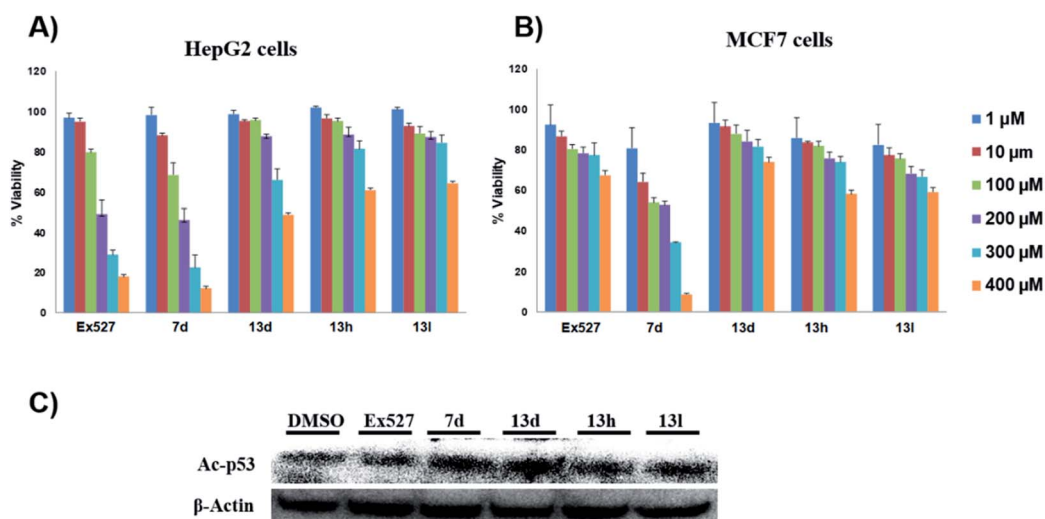 A)
HepG2 cells
120
100
80
60
40
20
0
% Viability
Ex527 7d 13d 13h 13l
B)
MCF7 cells
120
100
80
60
40
20
0
% Viability
Ex527 7d 13d 13h 13l
1 µM
10 µm
100 µM
200 µM
300 µM
400 µM
C)
DMSO Ex527 7d 13d 13h 13l
Ac-p53
β-Actin